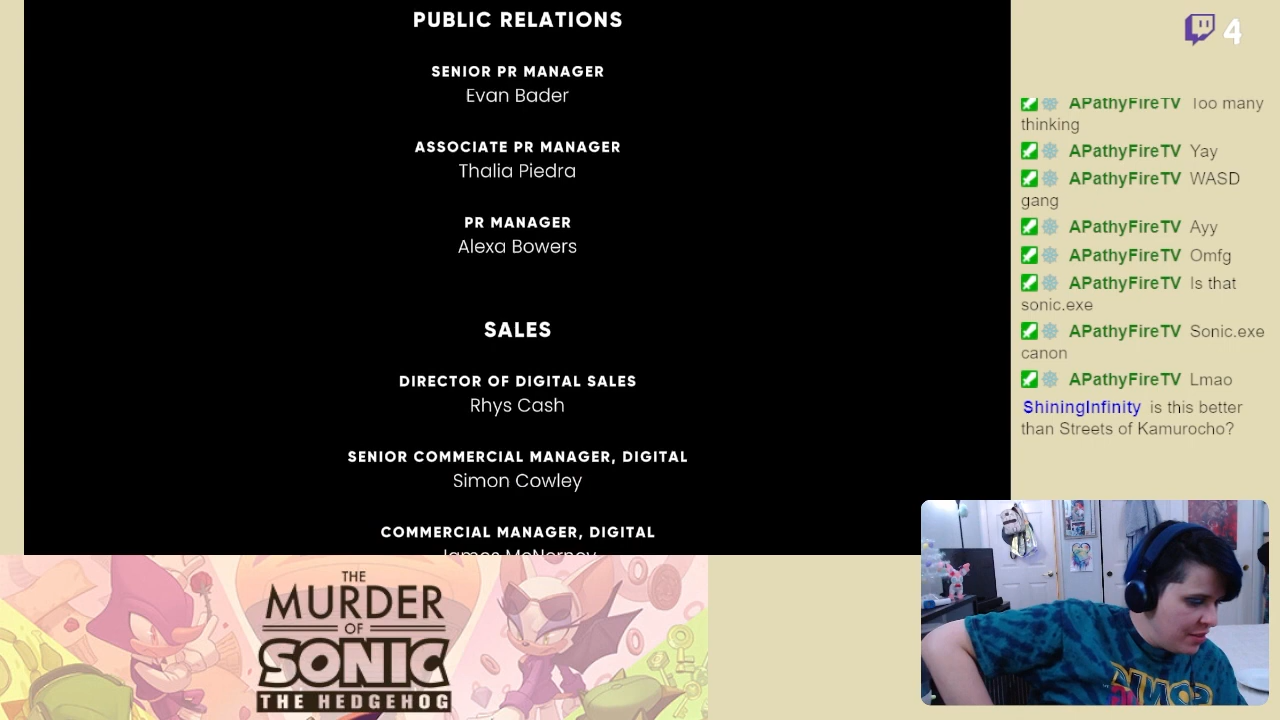 PUBLIC RELATIONS
SENIOR PR MANAGER
Evan Bader
ASSOCIATE PR MANAGER
Thalia Piedra
PR MANAGER
Alexa Bowers
SALES
DIRECTOR OF DIGITAL SALES
Rhys Cash
SENIOR COMMERCIAL MANAGER, DIGITAL
Simon Cowley
COMMERCIAL MANAGER, DIGITAL
4
APathyFireTV Too many
thinking
APathyFireTV Yay
APathyFireTV WASD
gang
APathyFireTV Ayy
APathyFireTV Omfg
APathyFireTV Is that
sonic.exe
APathyFireTV Sonic.exe
canon
APathyFireTV Lmao
ShiningInfinity is this better
than Streets of Kamurocho?
THE
MURDER
OF
SONIC
THE HEDGEHOG